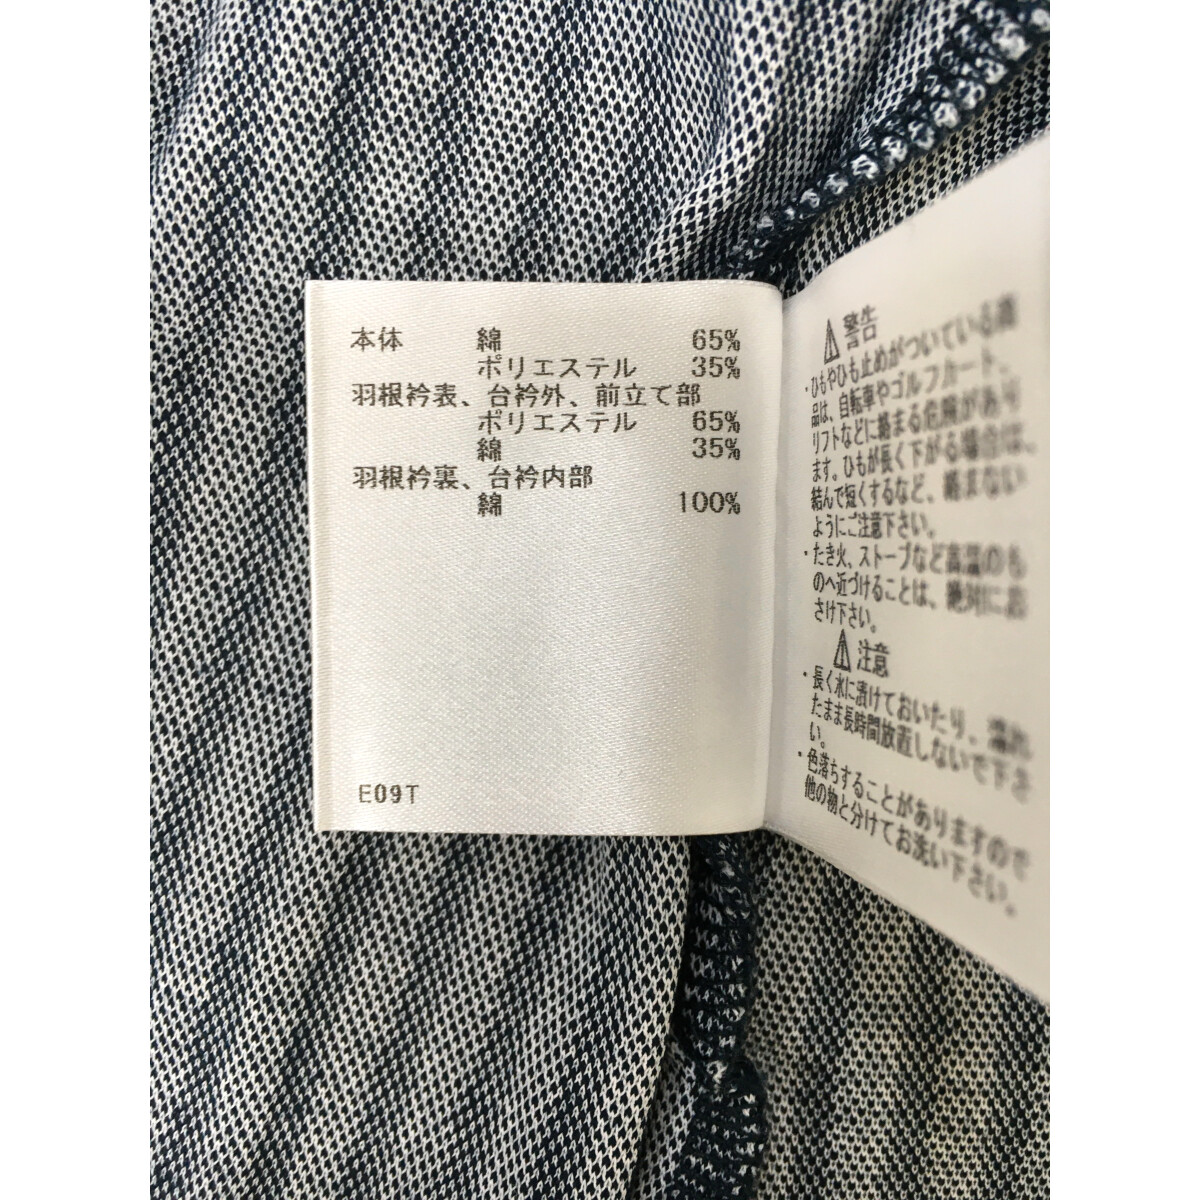 本体 綿 65%
ポリエステル 35%
羽根衿表、台衿外、前立て部
ポリエステル 65%
綿 35%
羽根衿裏、台衿内部
綿 100%
E09T
警告
・ひもやひも止めがついている商
品は、自転車やゴルフカート、
リフトなどに絡まる危険があり
ます。ひもが長く下がる場合は、
結んで短くするなど、絡まない
ようにご注意下さい。
・たき火、ストーブなど高温のも
のへ近づけることは、絶対にお
さけ下さい。
注意
・長く水に漬けておいたり、濡れ
たまま長時間放置しないで下さ
い。
・色落ちすることがありますので
他の物と分けてお洗い下さい。